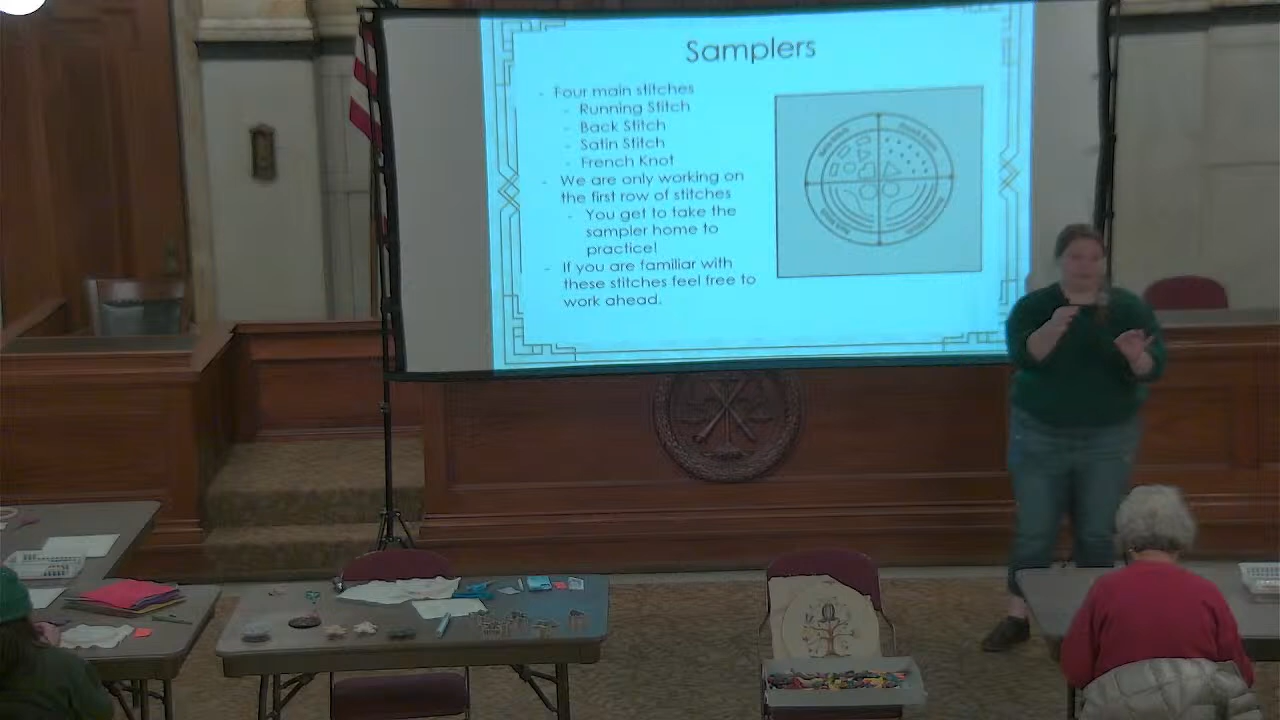 Samplers
- Four main stitches
- Running Stitch
- Back Stitch
- Satin Stitch
- French Knot
- We are only working on
the first row of stitches
- You get to take the
sampler home to
practice!
- If you are familiar with
these stitches feel free to
work ahead.